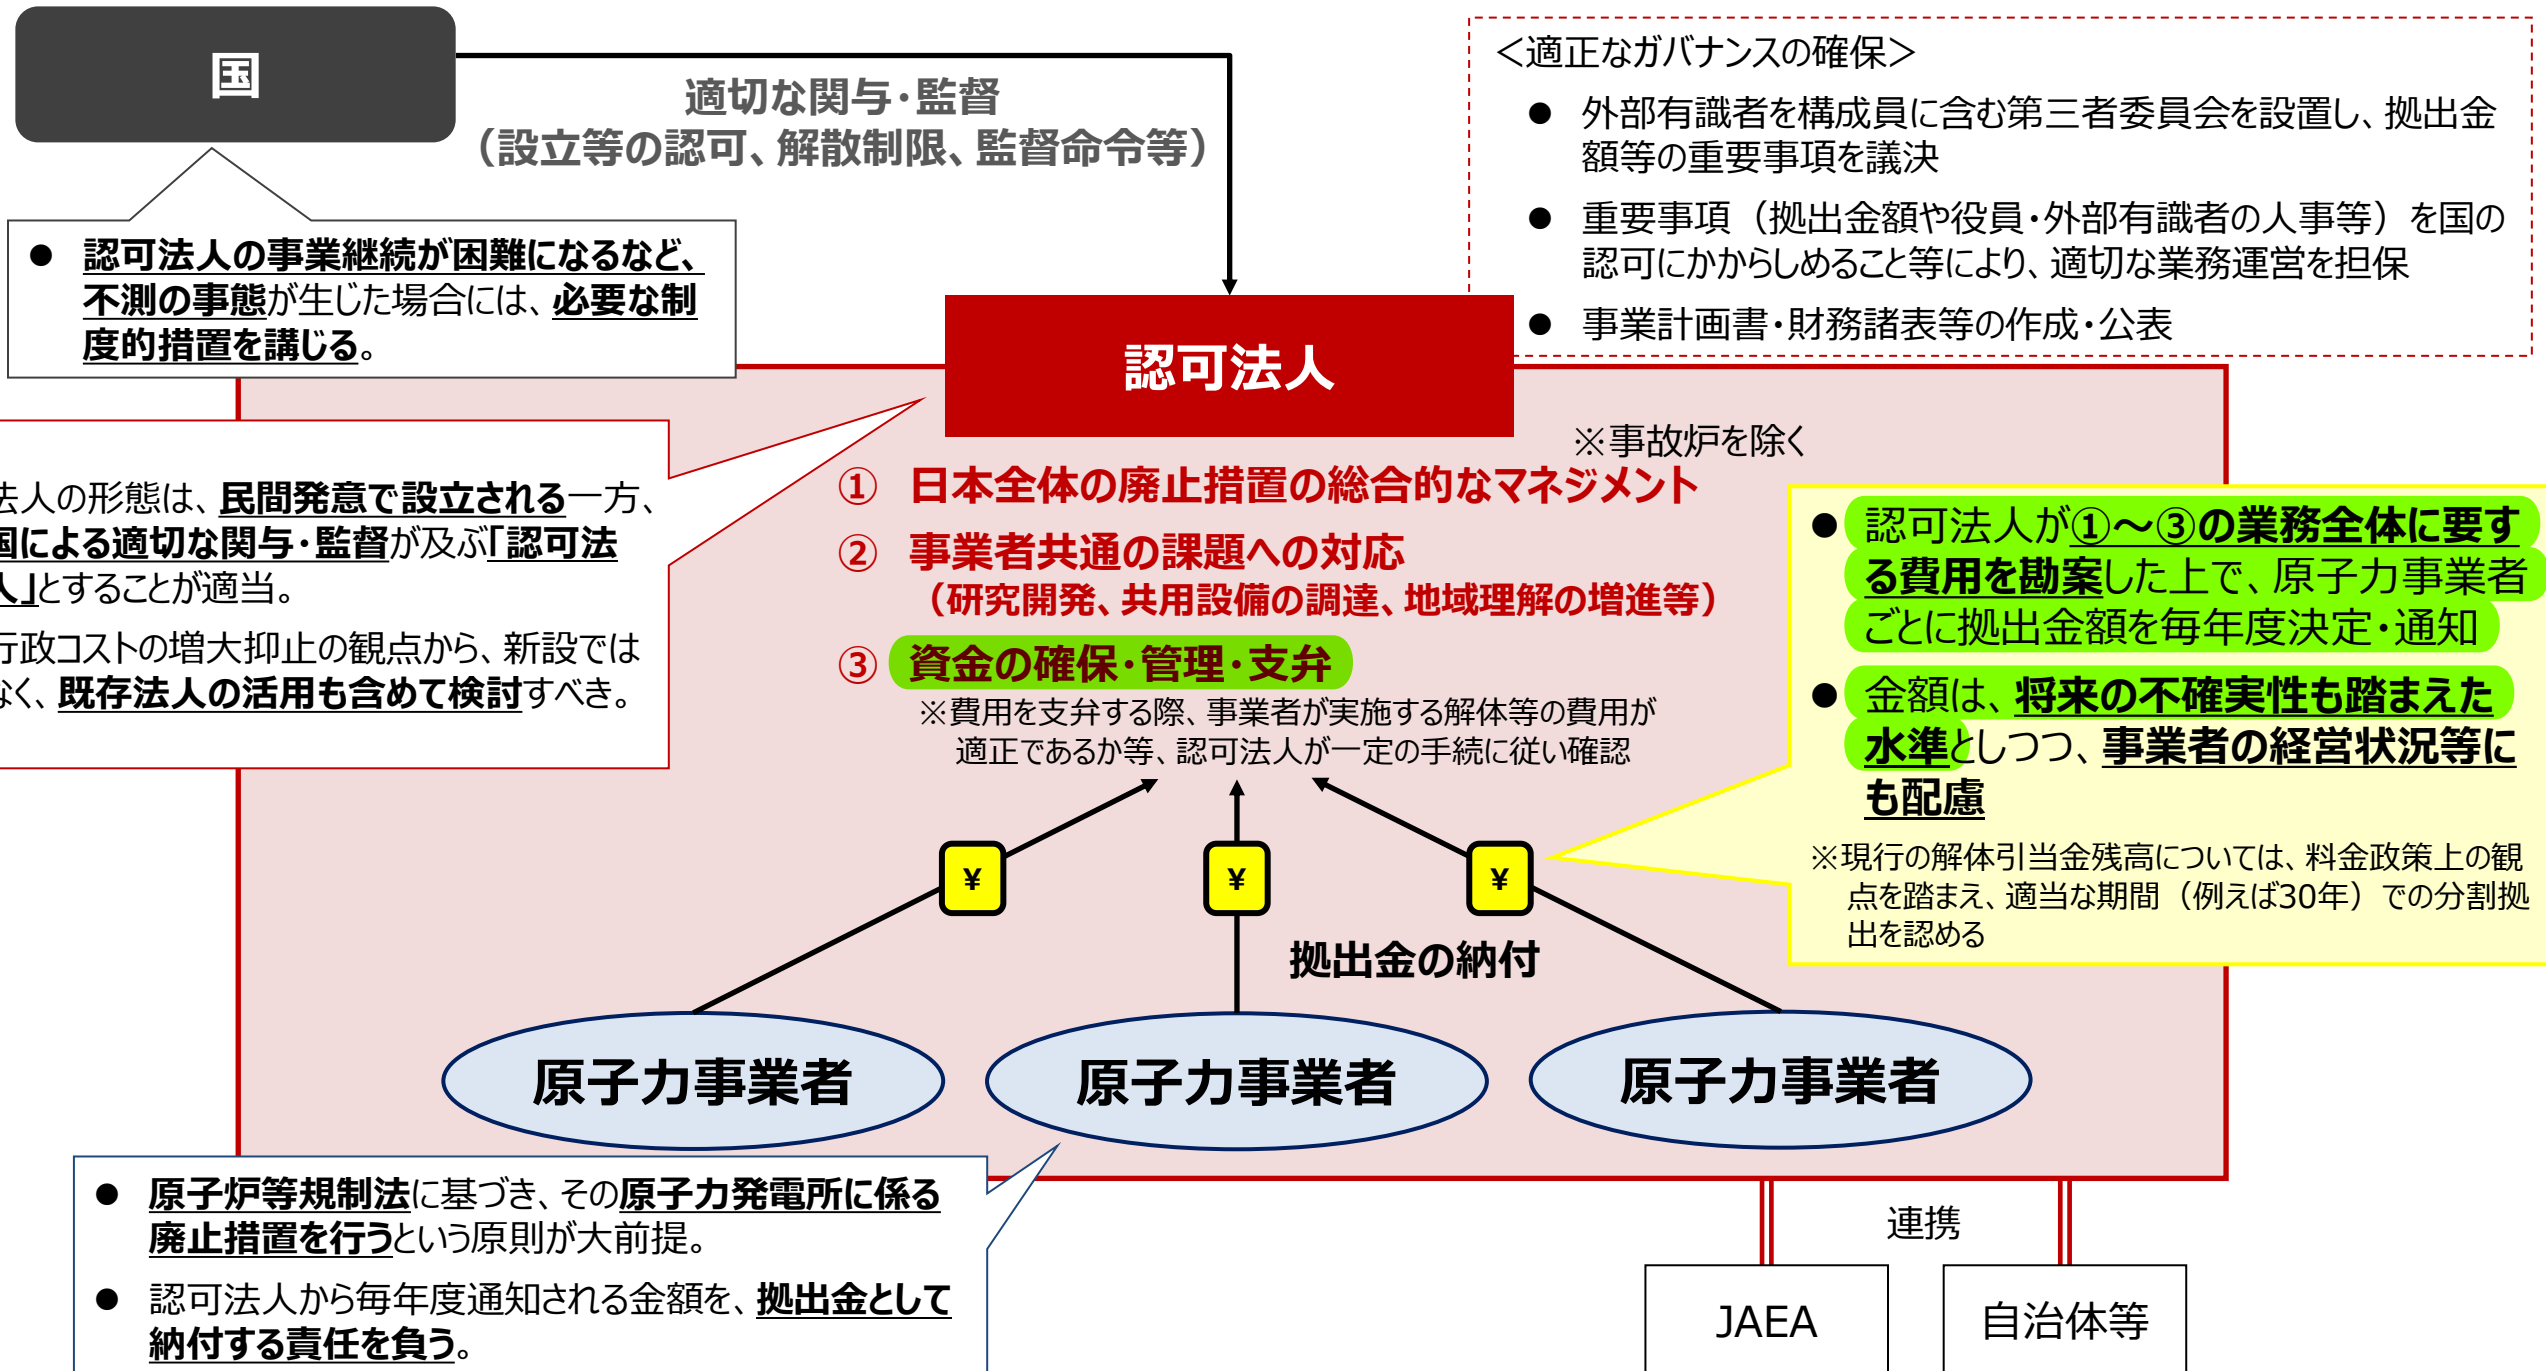 国
適切な関与・監督
（設立等の認可、解散制限、監督命令等）
＜適正なガバナンスの確保＞
● 外部有識者を構成員に含む第三者委員会を設置し、拠出金
額等の重要事項を議決
● 重要事項（拠出金額や役員・外部有識者の人事等）を国の
認可にかからしめること等により、適切な業務運営を担保
● 事業計画書・財務諸表等の作成・公表
● 認可法人の事業継続が困難になるなど、
不測の事態が生じた場合には、必要な制
度的措置を講じる。
認可法人
※事故炉を除く
法人の形態は、民間発意で設立される一方、
国による適切な関与・監督が及ぶ「認可法
人」とすることが適当。
行政コストの増大抑止の観点から、新設では
なく、既存法人の活用も含めて検討すべき。
① 日本全体の廃止措置の総合的なマネジメント
② 事業者共通の課題への対応
（研究開発、共用設備の調達、地域理解の増進等）
③ 資金の確保・管理・支弁
※費用を支弁する際、事業者が実施する解体等の費用が
適正であるか等、認可法人が一定の手続に従い確認
● 認可法人が①～③の業務全体に要す
る費用を勘案した上で、原子力事業者
ごとに拠出金額を毎年度決定・通知
● 金額は、将来の不確実性も踏まえた
水準としつつ、事業者の経営状況等に
も配慮
※現行の解体引当金残高については、料金政策上の観
点を踏まえ、適当な期間（例えば30年）での分割拠
出を認める
¥
¥
¥
拠出金の納付
原子力事業者
原子力事業者
原子力事業者
● 原子炉等規制法に基づき、その原子力発電所に係る
廃止措置を行うという原則が大前提。
● 認可法人から毎年度通知される金額を、拠出金として
納付する責任を負う。
連携
JAEA
自治体等